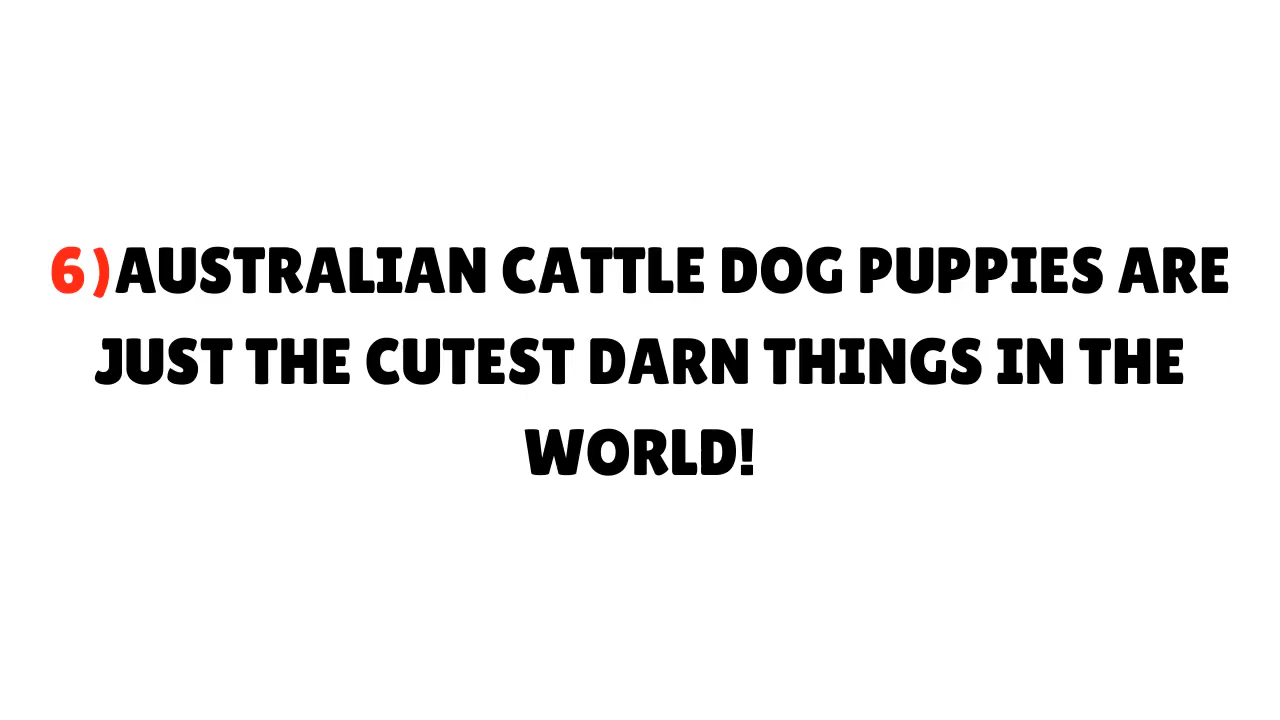 6)AUSTRALIAN CATTLE DOG PUPPIES ARE
JUST THE CUTEST DARN THINGS IN THE
WORLD!